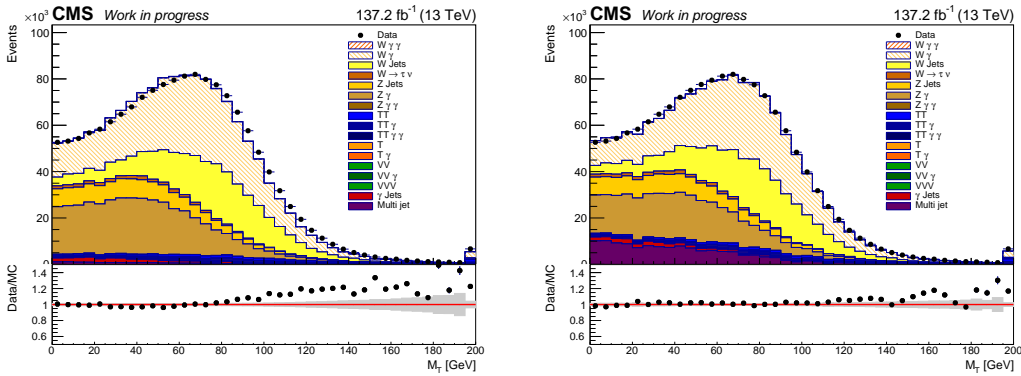 CMS Work in progress 137.2 fb⁻¹ (13 TeV)
×10³
Events
100
80
60
40
20
0
Data
W γ γ
W γ
W Jets
W → τ ν
Z Jets
Z γ
Z γ γ
TT
TT γ
TT γ γ
T
T γ
VV
VV γ
VVV
γ Jets
Multi jet
Data/MC
1.4
1.2
1
0.8
0.6
0 20 40 60 80 100 120 140 160 180 200
M_T [GeV]
CMS Work in progress 137.2 fb⁻¹ (13 TeV)
×10³
Events
100
80
60
40
20
0
Data
W γ γ
W γ
W Jets
W → τ ν
Z Jets
Z γ
Z γ γ
TT
TT γ
TT γ γ
T
T γ
VV
VV γ
VVV
γ Jets
Multi jet
Data/MC
1.4
1.2
1
0.8
0.6
0 20 40 60 80 100 120 140 160 180 200
M_T [GeV]